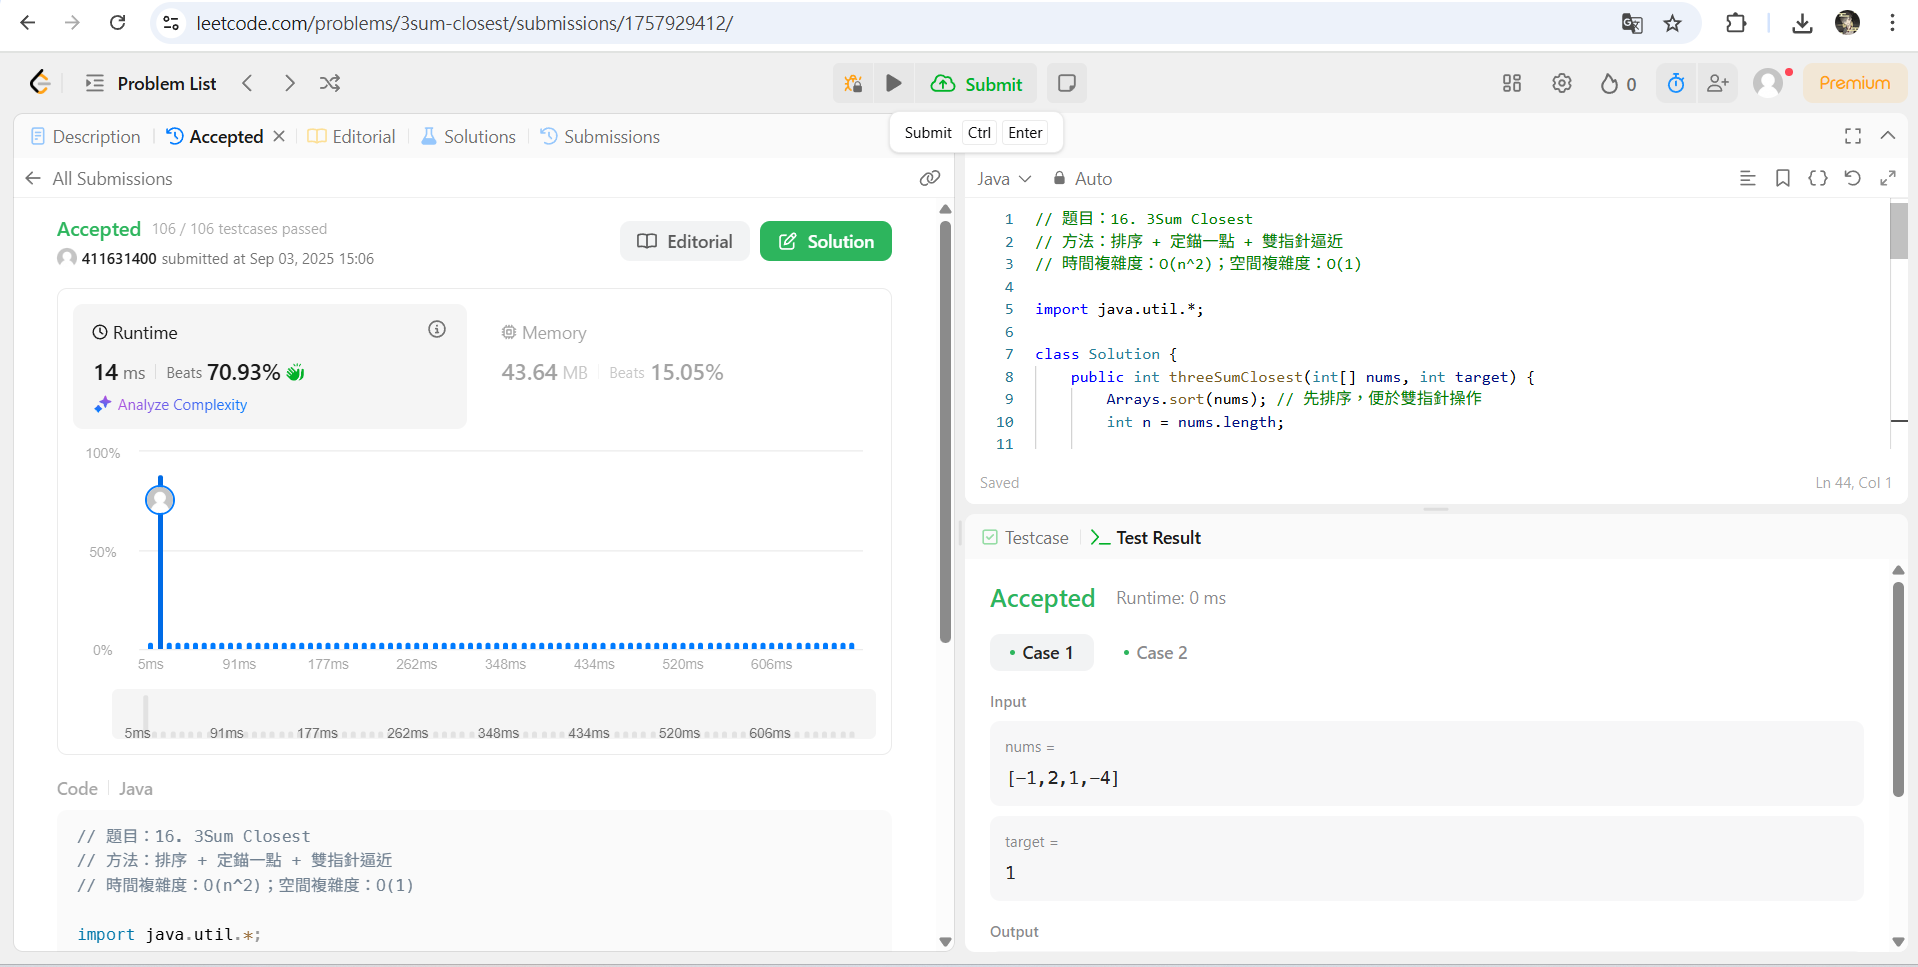 leetcode.com/problems/3sum-closest/submissions/1757929412/
Problem List
Submit
0
Premium
Description
Accepted
Editorial
Solutions
Submissions
Submit Ctrl Enter
All Submissions
Accepted 106 / 106 testcases passed
411631400 submitted at Sep 03, 2025 15:06
Editorial
Solution
Runtime
14 ms Beats 70.93%
Analyze Complexity
Memory
43.64 MB Beats 15.05%
100%
50%
0%
5ms 91ms 177ms 262ms 348ms 434ms 520ms 606ms
5ms 91ms 177ms 262ms 348ms 434ms 520ms 606ms
Code Java
// 題目：16. 3Sum Closest
// 方法：排序 + 定錨一點 + 雙指針逼近
// 時間複雜度：O(n^2)；空間複雜度：O(1)
import java.util.*;
Java Auto
1 // 題目：16. 3Sum Closest
2 // 方法：排序 + 定錨一點 + 雙指針逼近
3 // 時間複雜度：O(n^2)；空間複雜度：O(1)
4
5 import java.util.*;
6
7 class Solution {
8 public int threeSumClosest(int[] nums, int target) {
9 Arrays.sort(nums); // 先排序，便於雙指針操作
10 int n = nums.length;
11
Saved
Ln 44, Col 1
Testcase
Test Result
Accepted Runtime: 0 ms
Case 1
Case 2
Input
nums =
[-1,2,1,-4]
target =
1
Output